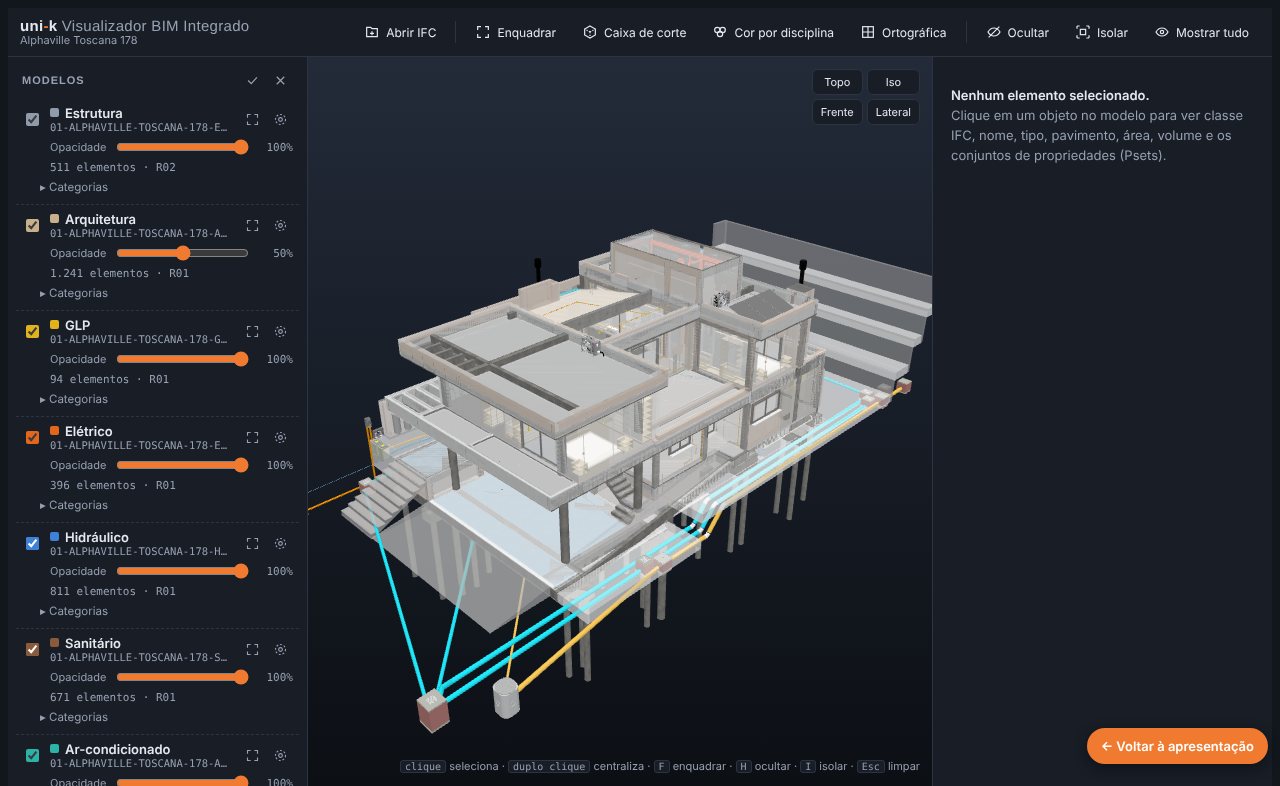 uni-k Visualizador BIM Integrado
Alphaville Toscana 178
Abrir IFC
Enquadrar
Caixa de corte
Cor por disciplina
Ortográfica
Ocultar
Isolar
Mostrar tudo
MODELOS
Estrutura
01-ALPHAVILLE-TOSCANA-178-E…
Opacidade 100%
511 elementos · R02
▸ Categorias
Arquitetura
01-ALPHAVILLE-TOSCANA-178-A…
Opacidade 50%
1.241 elementos · R01
▸ Categorias
GLP
01-ALPHAVILLE-TOSCANA-178-G…
Opacidade 100%
94 elementos · R01
▸ Categorias
Elétrico
01-ALPHAVILLE-TOSCANA-178-E…
Opacidade 100%
396 elementos · R01
▸ Categorias
Hidráulico
01-ALPHAVILLE-TOSCANA-178-H…
Opacidade 100%
811 elementos · R01
▸ Categorias
Sanitário
01-ALPHAVILLE-TOSCANA-178-S…
Opacidade 100%
671 elementos · R01
▸ Categorias
Ar-condicionado
01-ALPHAVILLE-TOSCANA-178-A…
Opacidade 100%
Topo Iso
Frente Lateral
clique seleciona · duplo clique centraliza · F enquadrar · H ocultar · I isolar · Esc limpar
Nenhum elemento selecionado.
Clique em um objeto no modelo para ver classe
IFC, nome, tipo, pavimento, área, volume e os
conjuntos de propriedades (Psets).
← Voltar à apresentação